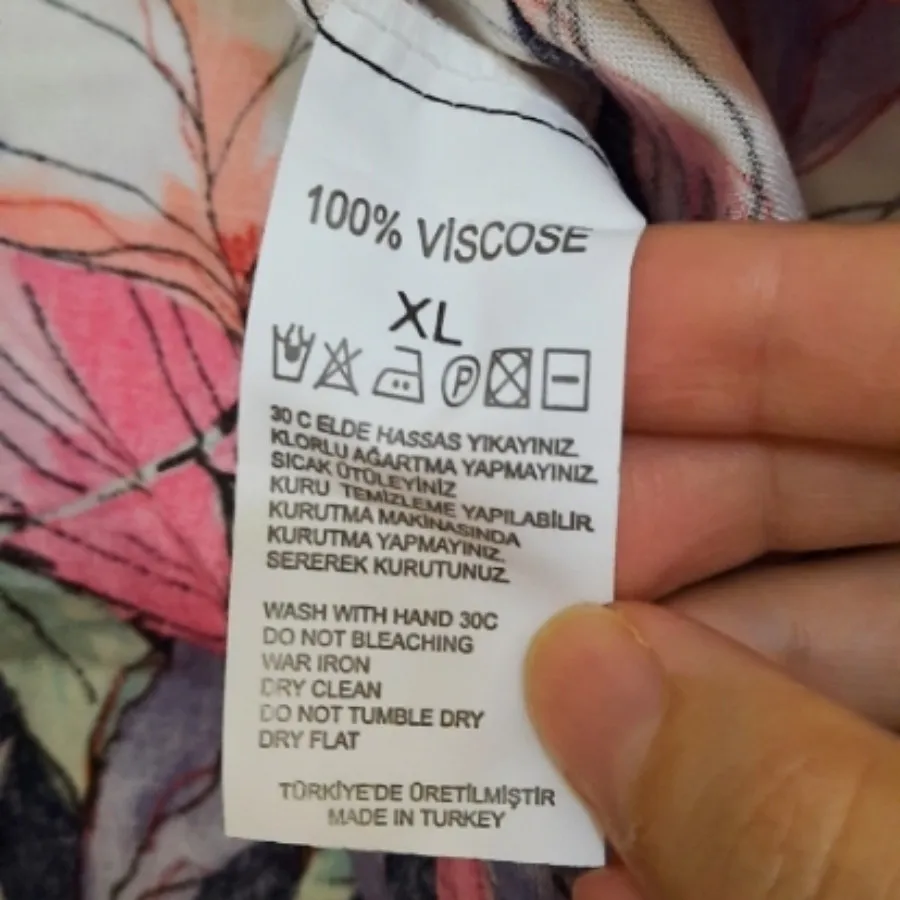 100% VİSCOSE
XL
P
30 C ELDE HASSAS YIKAYINIZ
KLORLU AĞARTMA YAPMAYINIZ
SICAK ÜTÜLEYİNİZ
KURU TEMİZLEME YAPILABİLİR
KURUTMA MAKİNASINDA
KURUTMA YAPMAYINIZ.
SEREREK KURUTUNUZ
WASH WITH HAND 30C
DO NOT BLEACHING
WAR IRON
DRY CLEAN
DO NOT TUMBLE DRY
DRY FLAT
TÜRKİYE'DE ÜRETİLMİŞTİR
MADE IN TURKEY